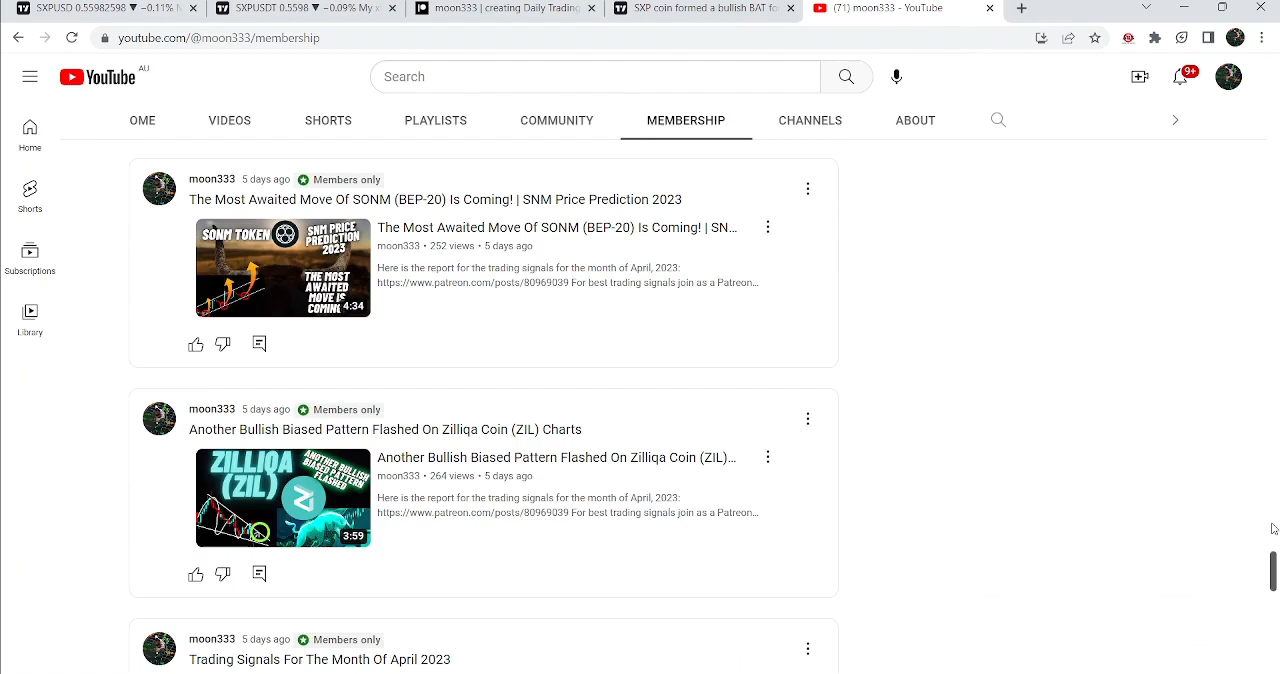 SXPUSD 0.55982598 ▼ −0.11% M
SXPUSDT 0.5598 ▼ −0.09% My x
moon333 | creating Daily Trading
SXP coin formed a bullish BAT fo
(71) moon333 - YouTube
youtube.com/@moon333/membership
YouTube AU
Search
9+
OME
VIDEOS
SHORTS
PLAYLISTS
COMMUNITY
MEMBERSHIP
CHANNELS
ABOUT
Home
Shorts
Subscriptions
Library
moon333 5 days ago Members only
The Most Awaited Move Of SONM (BEP-20) Is Coming! | SNM Price Prediction 2023
SONM TOKEN
SNM PRICE
PREDICTION
2023
THE MOST
AWAITED
MOVE IS
COMING
4:34
The Most Awaited Move Of SONM (BEP-20) Is Coming! | SN...
moon333 • 252 views • 5 days ago
Here is the report for the trading signals for the month of April, 2023:
https://www.patreon.com/posts/80969039 For best trading signals join as a Patreon...
moon333 5 days ago Members only
Another Bullish Biased Pattern Flashed On Zilliqa Coin (ZIL) Charts
ZILLIQA
(ZIL)
ANOTHER BULLISH
BIASED PATTERN
FLASHED
3:59
Another Bullish Biased Pattern Flashed On Zilliqa Coin (ZIL)...
moon333 • 264 views • 5 days ago
Here is the report for the trading signals for the month of April, 2023:
https://www.patreon.com/posts/80969039 For best trading signals join as a Patreon...
moon333 5 days ago Members only
Trading Signals For The Month Of April 2023